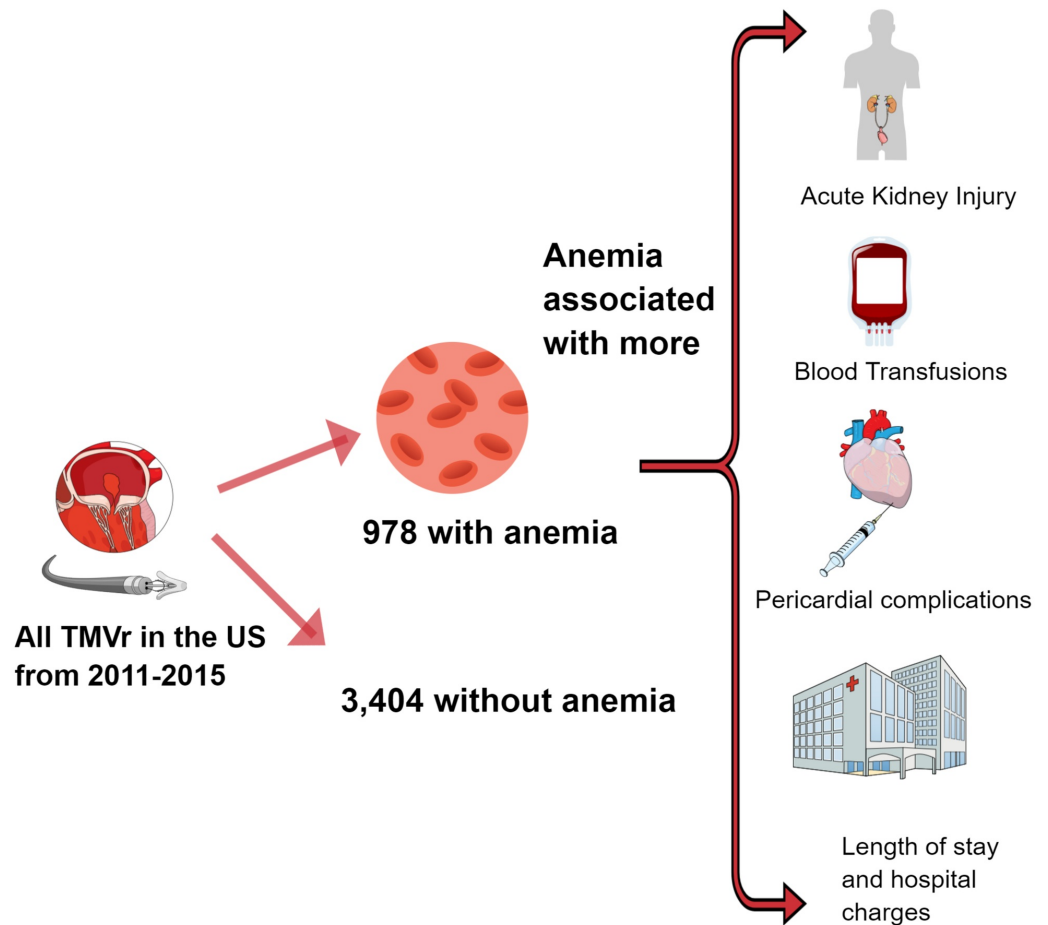 All TMVr in the US
from 2011-2015
978 with anemia
3,404 without anemia
Anemia
associated
with more
Acute Kidney Injury
Blood Transfusions
Pericardial complications
Length of stay
and hospital
charges